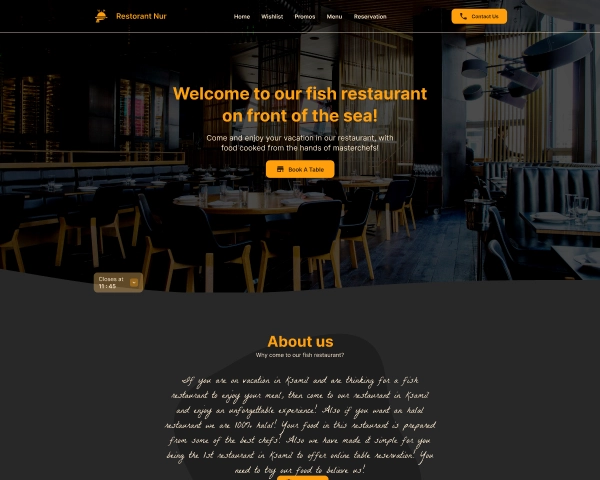 Restorant Nur
Home Wishlist Promos Menu Reservation
Contact Us
Welcome to our fish restaurant
on front of the sea!
Come and enjoy your vacation in our restaurant, with
food cooked from the hands of masterchefs!
Book A Table
Closes at
11 : 45
About us
Why come to our fish restaurant?
If you are on vacation in Ksamil and are thinking for a fish
restaurant to enjoy your meal, then come to our restaurant in Ksamil
and enjoy an unforgettable experience! Also if you want an halal
restaurant we are 100% halal! Your food in this restaurant is prepared
from some of the best chefs! Also we have made it simple for you
being the 1st restaurant in Ksamil to offer online table reservation! You
need to try our food to believe us!